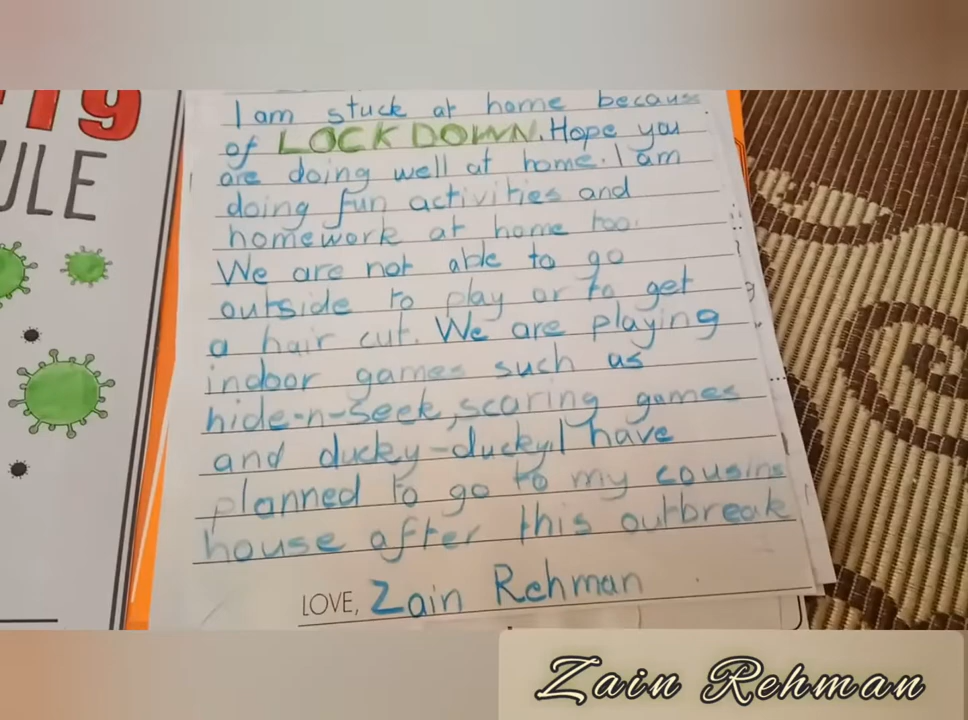 19
ULE
I am stuck at home because
of LOCKDOWN. Hope you
are doing well at home. I am
doing fun activities and
homework at home too.
We are not able to go
outside to play or to get
a hair cut. We are playing
indoor games such as
hide-n-seek, scaring games
and ducky-ducky. I have
planned to go to my cousins
house after this outbreak
LOVE, Zain Rehman
Zain Rehman